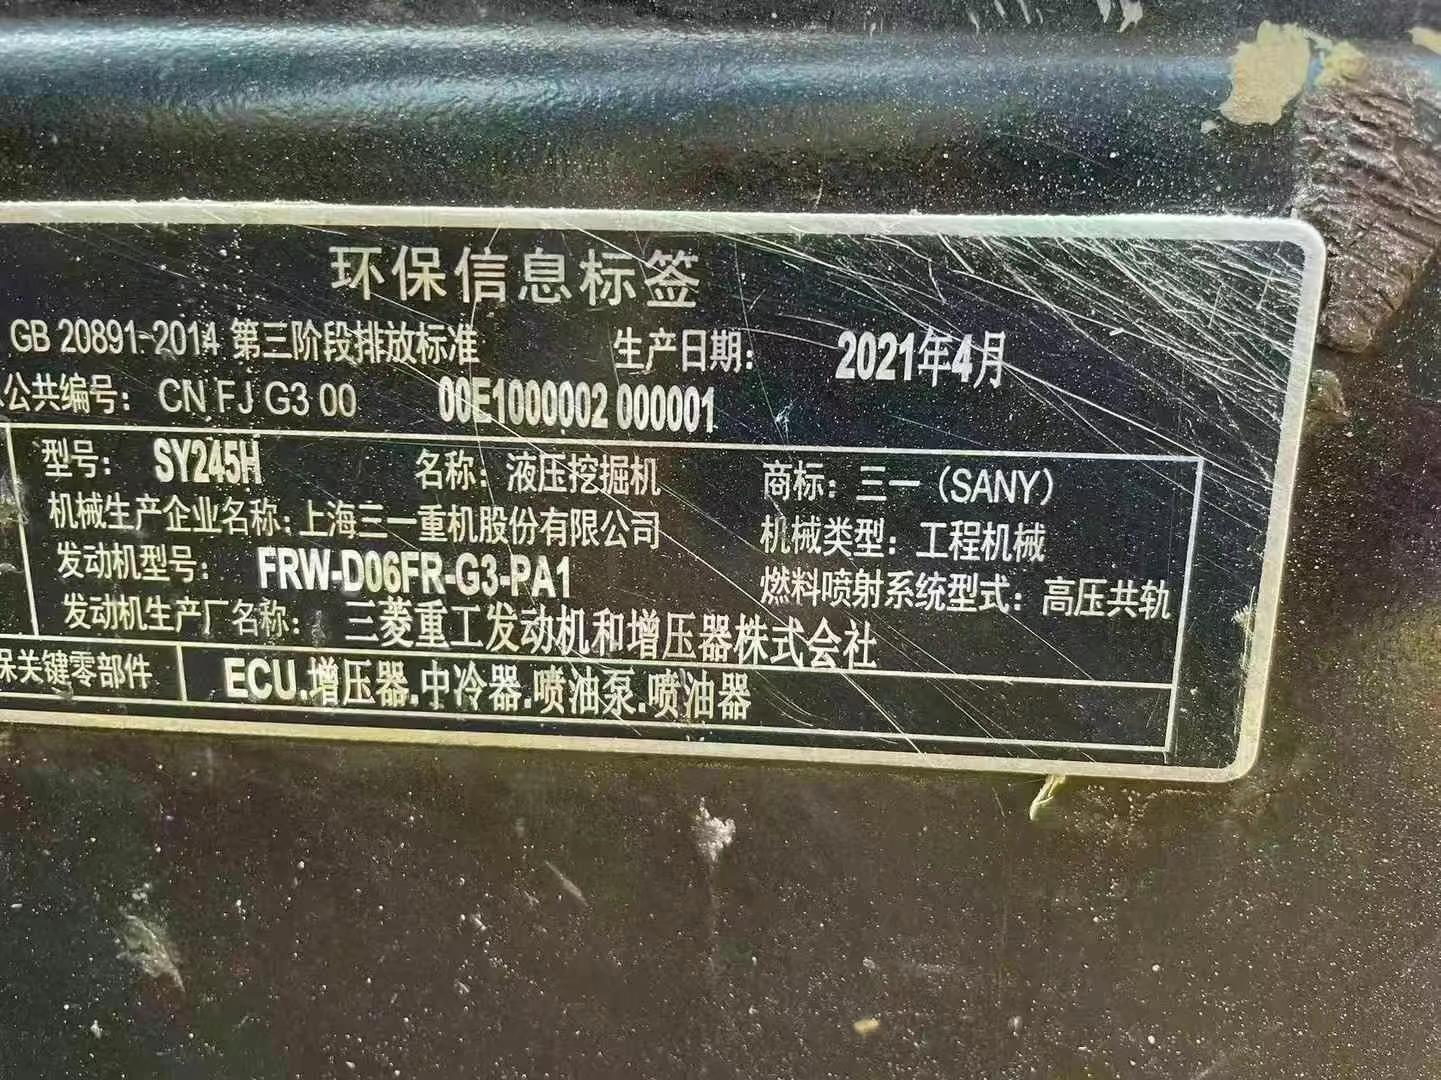 环保信息标签
GB 20891-2014 第三阶段排放标准 生产日期: 2021年4月
公共编号: CN FJ G3 00 00E1000002 000001
型号: SY245H 名称: 液压挖掘机 商标: 三一 (SANY)
机械生产企业名称: 上海三一重机股份有限公司 机械类型: 工程机械
发动机型号: FRW-D06FR-G3-PA1 燃料喷射系统型式: 高压共轨
发动机生产厂名称: 三菱重工发动机和增压器株式会社
保关键零部件 ECU.增压器.中冷器.喷油泵.喷油器